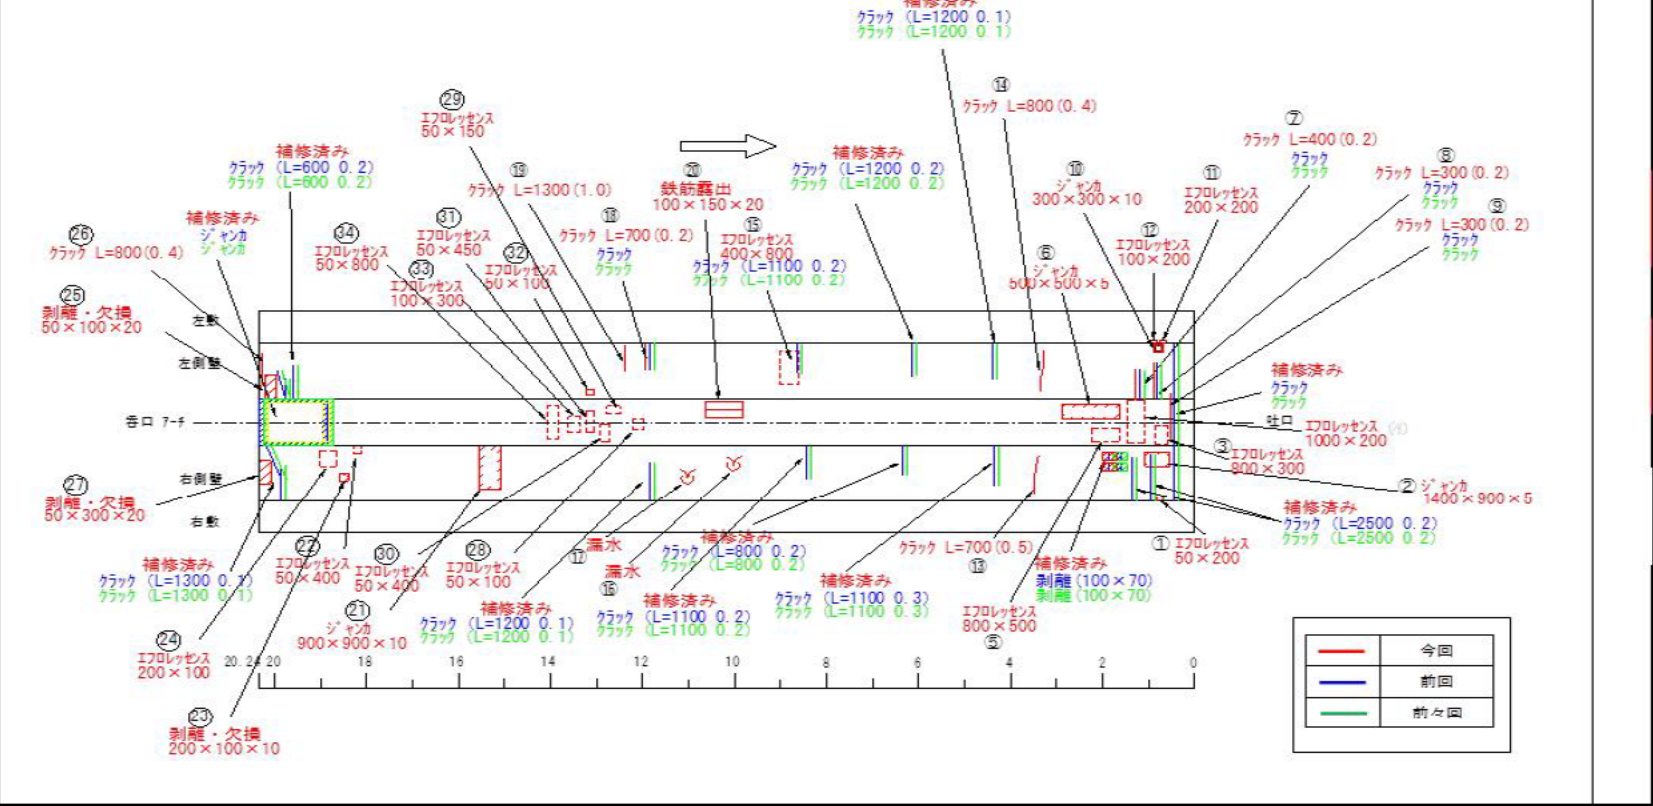 補修済み
クラック (L=1200 0.1)
クラック (L=1200 0.1)
⑭
クラック L=800(0.4)
㉙
エフロレッセンス
50×150
⑦
クラック L=400(0.2)
クラック
クラック
補修済み
クラック (L=600 0.2)
クラック (L=600 0.2)
⑲
クラック L=1300(1.0)
⑳
鉄筋露出
100×150×20
補修済み
クラック (L=1200 0.2)
クラック (L=1200 0.2)
⑩
ジャンカ
300×300×10
⑪
エフロレッセンス
200×200
⑧
クラック L=300(0.2)
クラック
クラック
⑨
クラック L=300(0.2)
クラック
クラック
補修済み
ジャンカ
ジャンカ
㉖
クラック L=800(0.4)
㉞
エフロレッセンス
50×800
㉛
エフロレッセンス
50×450
㉝
エフロレッセンス
100×300
㉜
エフロレッセンス
50×100
⑱
クラック L=700(0.2)
クラック
クラック
⑮
エフロレッセンス
400×800
クラック (L=1100 0.2)
クラック (L=1100 0.2)
⑥
ジャンカ
500×500×5
⑫
エフロレッセンス
100×200
㉕
剥離・欠損
50×100×20
左敷
左側壁
呑口 アーチ
吐口
右側壁
右敷
補修済み
クラック
クラック
エフロレッセンス
1000×200
③
エフロレッセンス
800×300
② ジャンカ
1400×900×5
補修済み
クラック (L=2500 0.2)
クラック (L=2500 0.2)
① エフロレッセンス
50×200
㉗
剥離・欠損
50×300×20
補修済み
クラック (L=1300 0.1)
クラック (L=1300 0.1)
㉒
エフロレッセンス
50×400
㉚
エフロレッセンス
50×400
㉘
エフロレッセンス
50×100
⑰
漏水
漏水
⑯
補修済み
クラック (L=800 0.2)
クラック (L=800 0.2)
クラック L=700(0.5)
⑬
補修済み
剥離(100×70)
剥離(100×70)
㉑
ジャンカ
900×900×10
補修済み
クラック (L=1200 0.1)
クラック (L=1200 0.1)
補修済み
クラック (L=1100 0.2)
クラック (L=1100 0.2)
補修済み
クラック (L=1100 0.3)
クラック (L=1100 0.3)
エフロレッセンス
800×500
⑤
㉔
エフロレッセンス
200×100
20.24 20 18 16 14 12 10 8 6 4 2 0
㉓
剥離・欠損
200×100×10
今回
前回
前々回